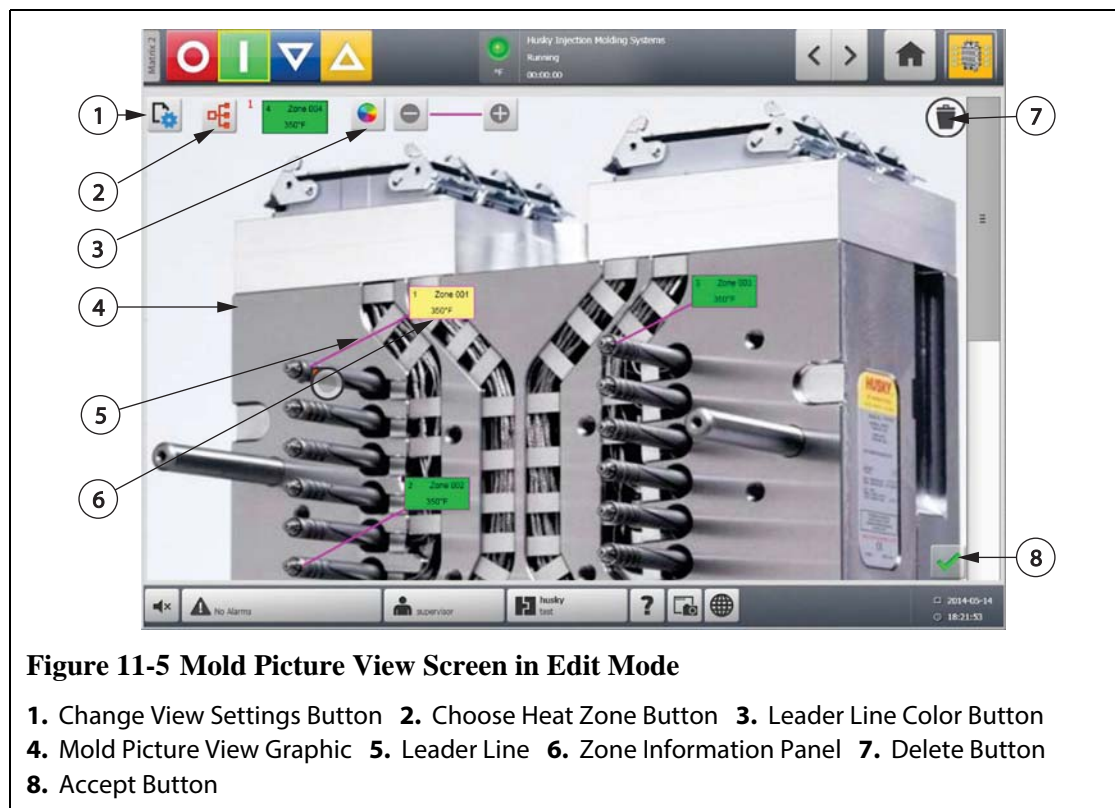 Matrix 2
Husky Injection Molding Systems
Running
°F
00:00.00
1
4 Zone 004
350°F
1
2
3
4
5
6
7
8
1 Zone 001
350°F
3 Zone 003
350°F
2 Zone 002
350°F
HUSKY
No Alarms
supervisor
husky
test
?
2014-05-14
18:21:53
Figure 11-5 Mold Picture View Screen in Edit Mode
1. Change View Settings Button 2. Choose Heat Zone Button 3. Leader Line Color Button
4. Mold Picture View Graphic 5. Leader Line 6. Zone Information Panel 7. Delete Button
8. Accept Button